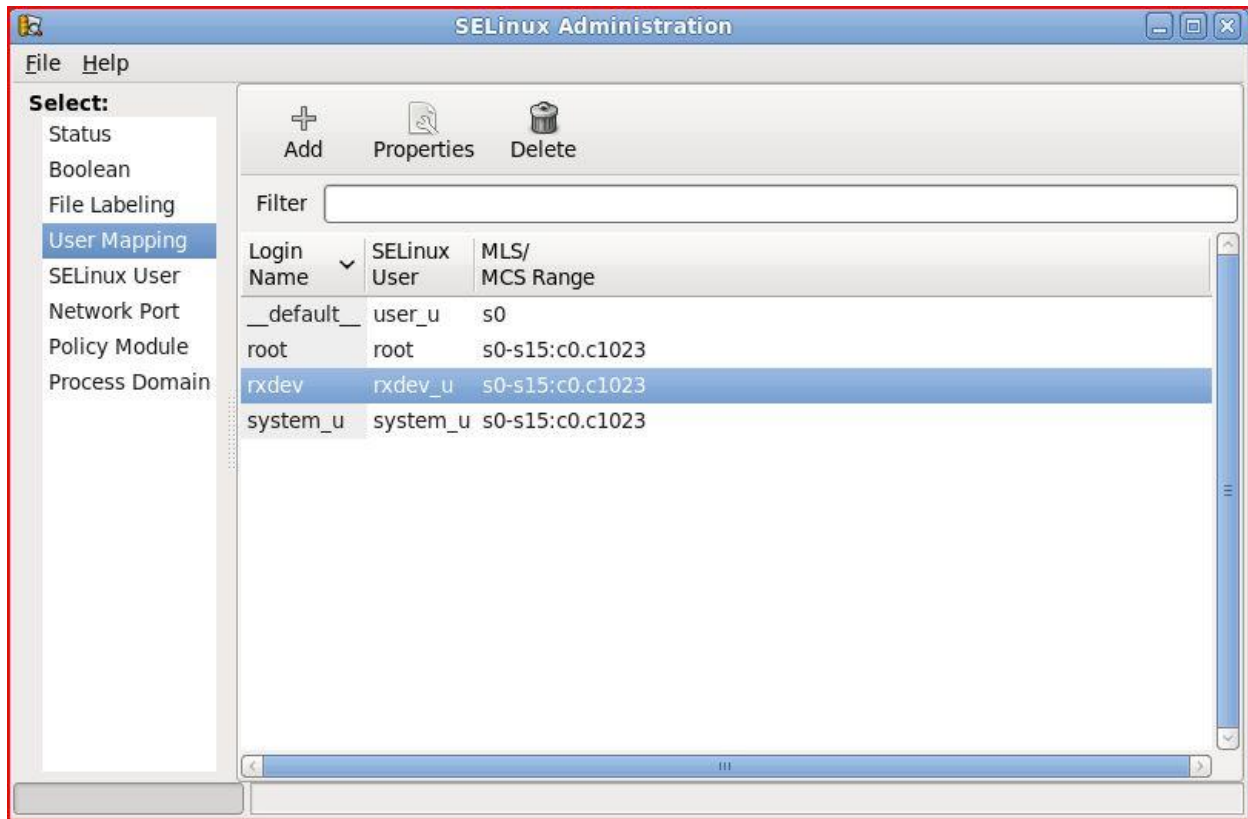 SELinux Administration
File Help
Select:
Status
Boolean
File Labeling
User Mapping
SELinux User
Network Port
Policy Module
Process Domain
Add Properties Delete
Filter
Login Name SELinux User MLS/ MCS Range
__default__ user_u s0
root root s0-s15:c0.c1023
rxdev rxdev_u s0-s15:c0.c1023
system_u system_u s0-s15:c0.c1023